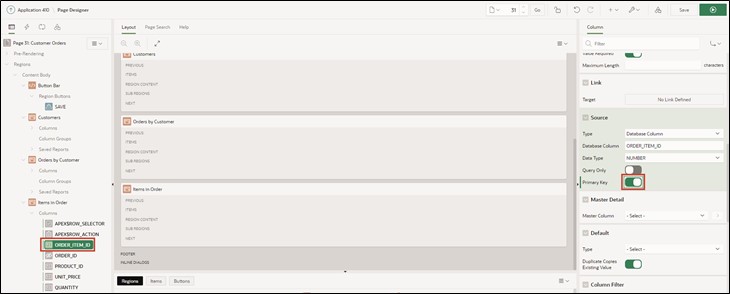 Application 410 \ Page Designer
31
Go
Save
Page 31: Customer Orders
Pre-Rendering
Regions
Content Body
Button Bar
Region Buttons
SAVE
Customers
Columns
Column Groups
Saved Reports
Orders by Customer
Columns
Column Groups
Saved Reports
Items in Order
Columns
APEX$ROW_SELECTOR
APEX$ROW_ACTION
ORDER_ITEM_ID
ORDER_ID
PRODUCT_ID
UNIT_PRICE
QUANTITY
Layout
Page Search
Help
Customers
PREVIOUS
ITEMS
REGION CONTENT
SUB REGIONS
NEXT
Orders by Customer
PREVIOUS
ITEMS
REGION CONTENT
SUB REGIONS
NEXT
Items in Order
PREVIOUS
ITEMS
REGION CONTENT
SUB REGIONS
NEXT
FOOTER
INLINE DIALOGS
Regions
Items
Buttons
Column
Filter
Value Required
Maximum Length
characters
Link
Target
No Link Defined
Source
Type
Database Column
Database Column
ORDER_ITEM_ID
Data Type
NUMBER
Query Only
Primary Key
Master Detail
Master Column
- Select -
Default
Type
- Select -
Duplicate Copies
Existing Value
Column Filter